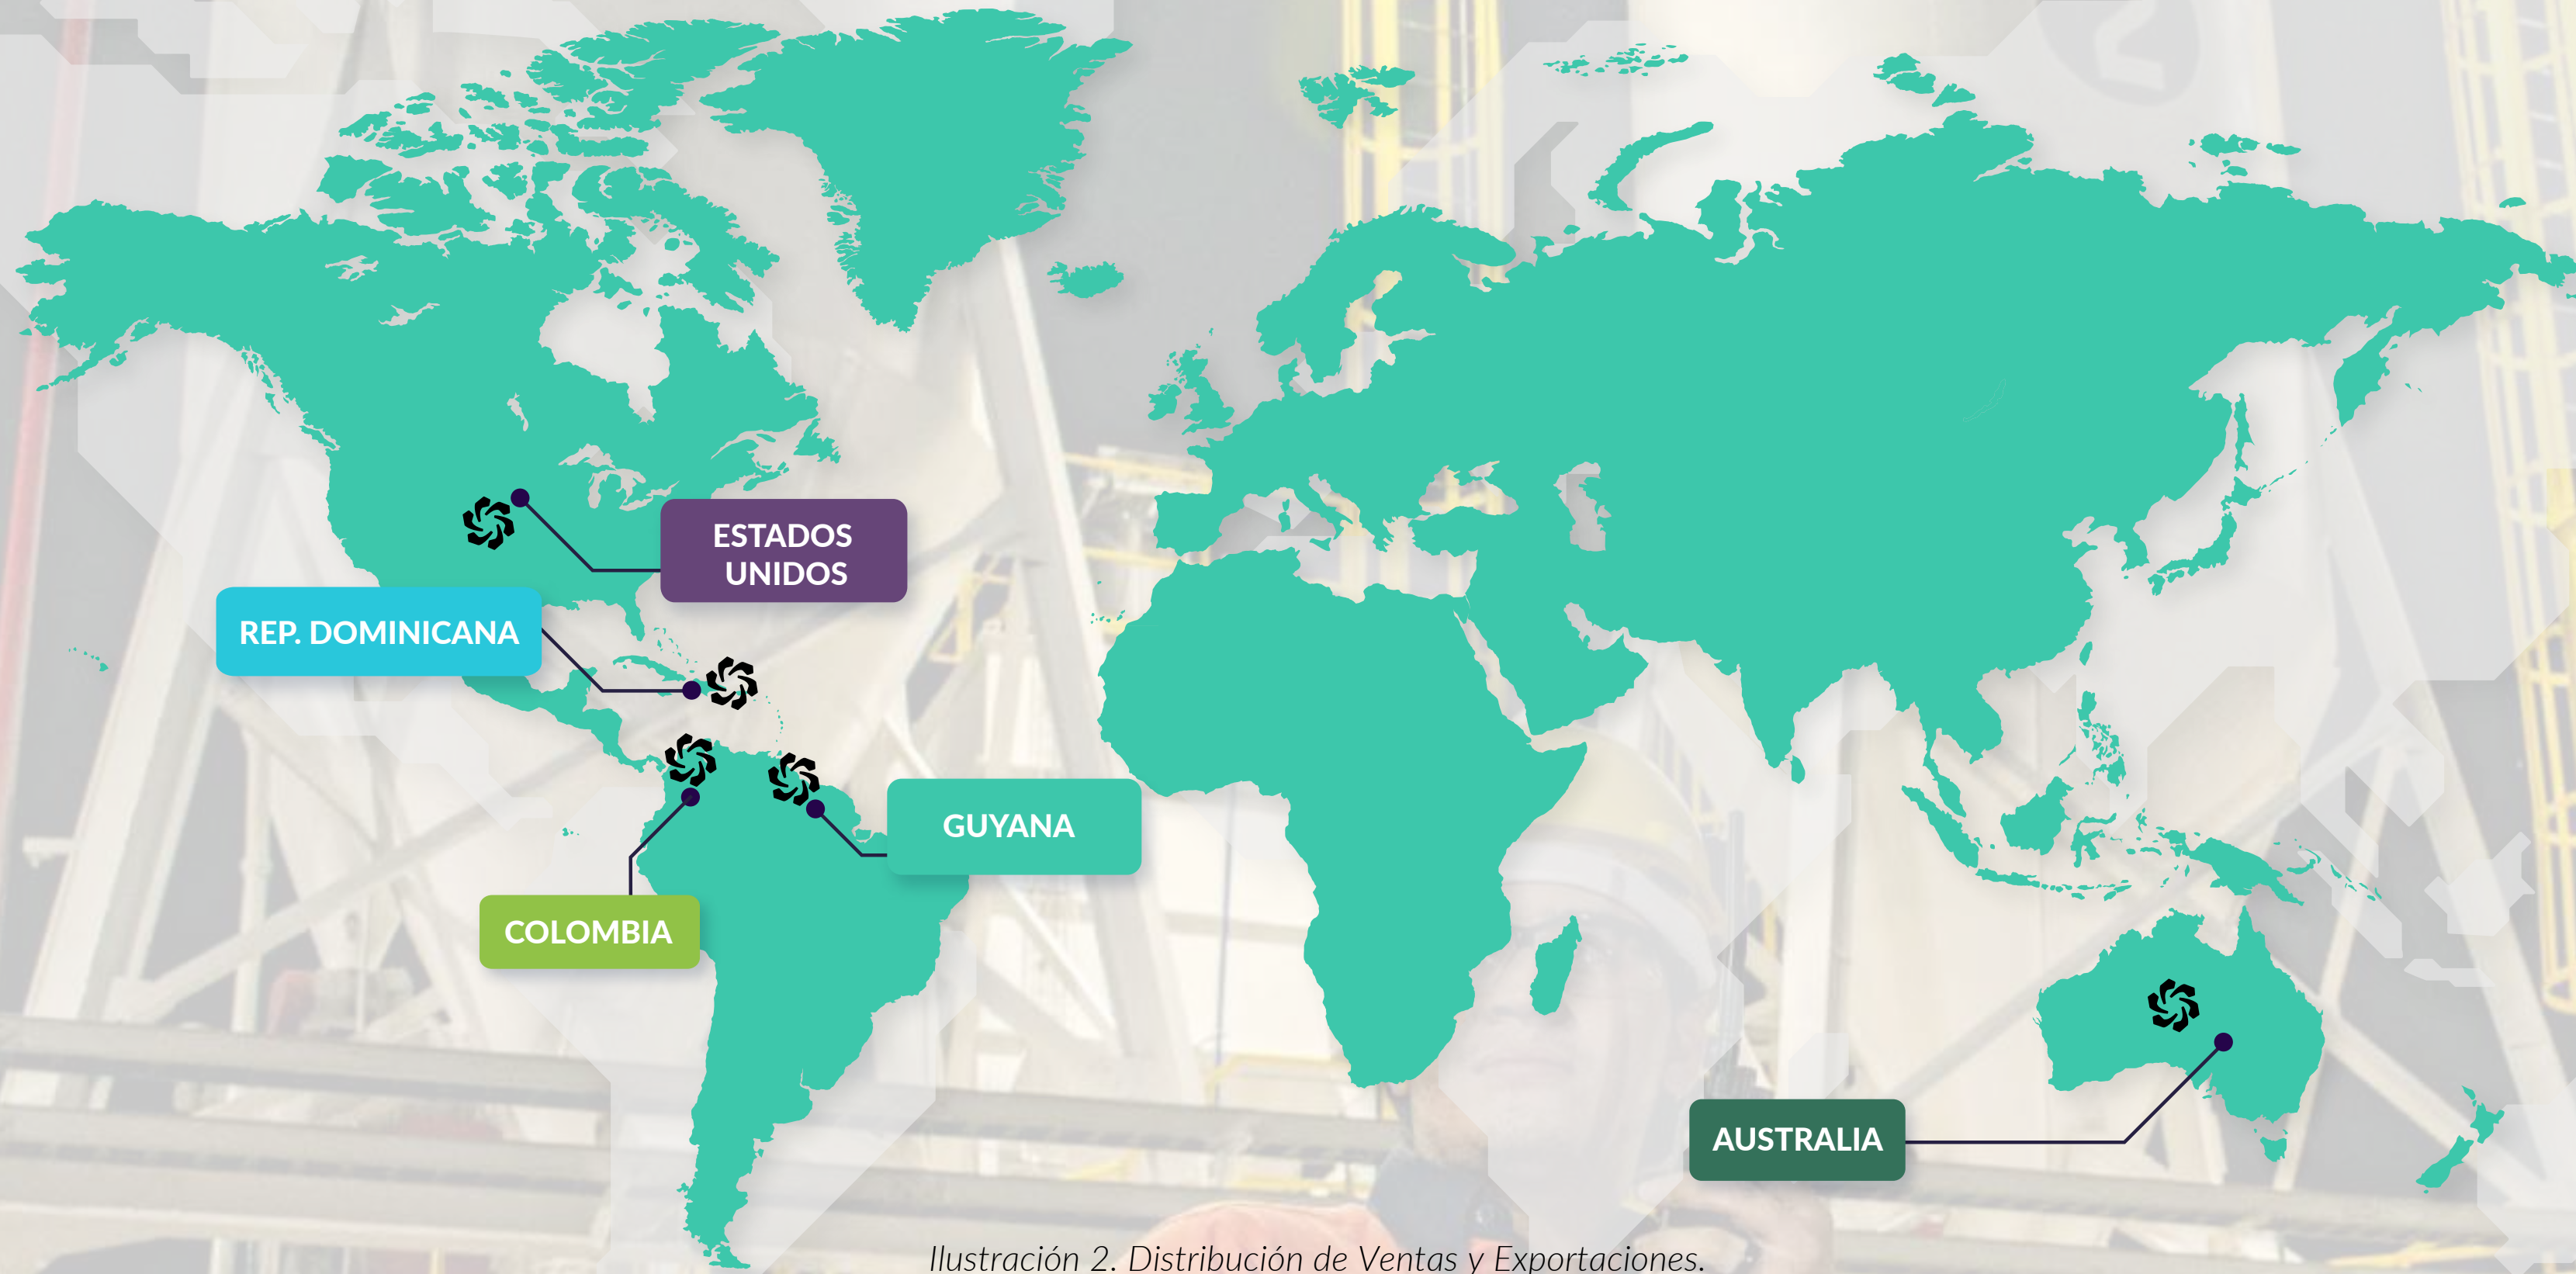 ESTADOS
UNIDOS
REP. DOMINICANA
GUYANA
COLOMBIA
AUSTRALIA
Ilustración 2. Distribución de Ventas y Exportaciones.